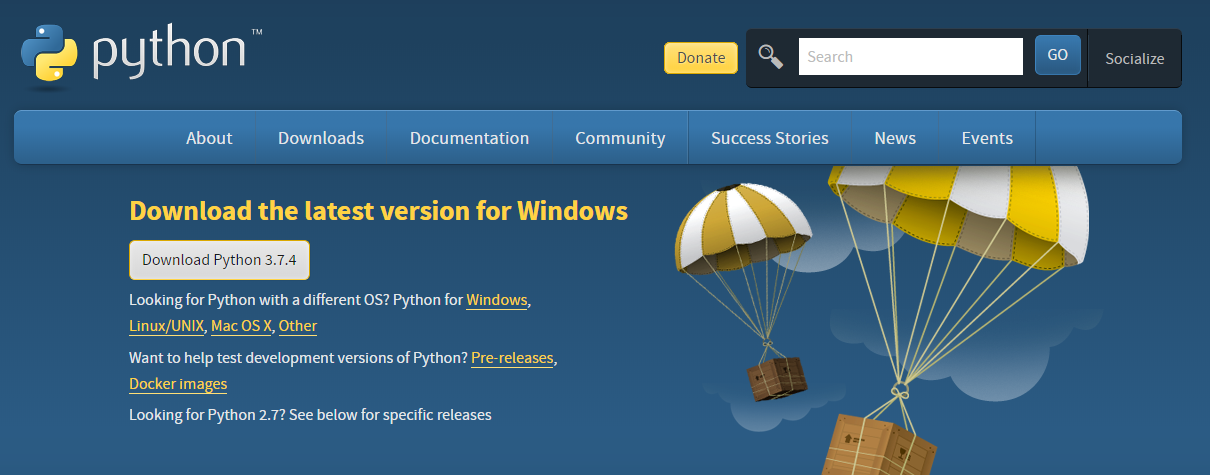 python™
Donate
Search
GO
Socialize
About
Downloads
Documentation
Community
Success Stories
News
Events
Download the latest version for Windows
Download Python 3.7.4
Looking for Python with a different OS? Python for Windows,
Linux/UNIX, Mac OS X, Other
Want to help test development versions of Python? Pre-releases,
Docker images
Looking for Python 2.7? See below for specific releases